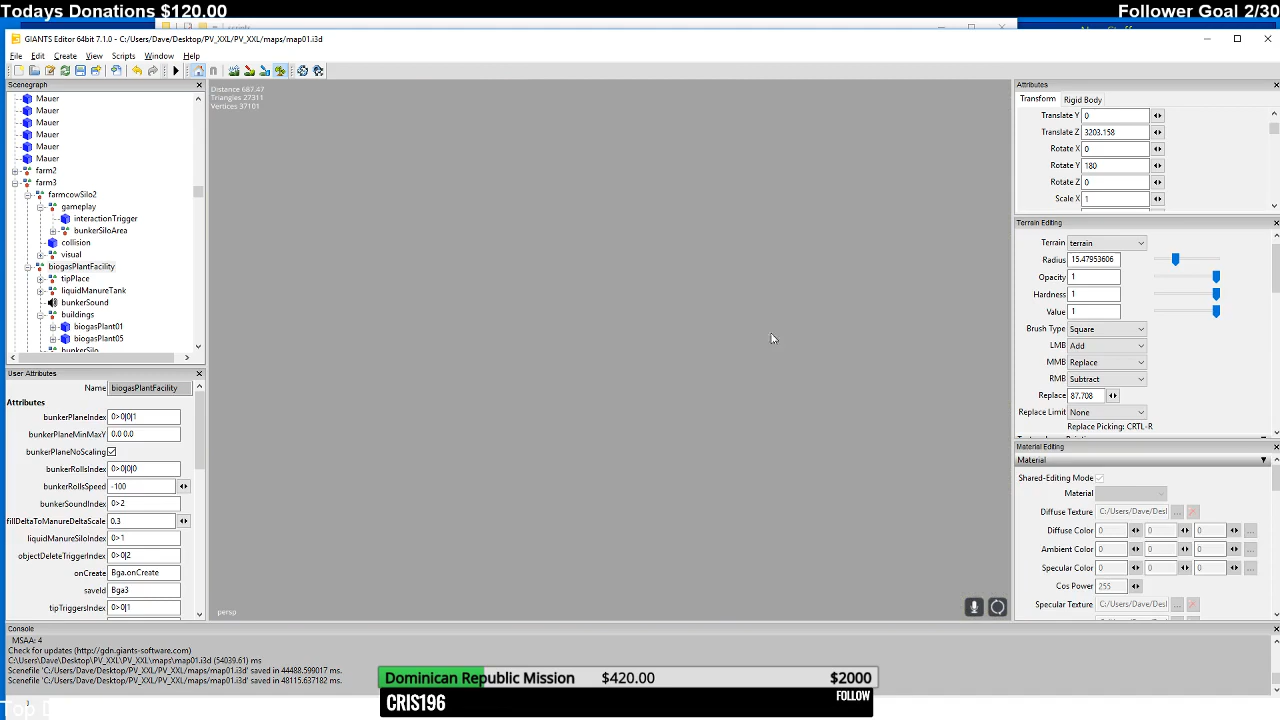 Todays Donations $120.00
Follower Goal 2/30
GIANTS Editor 64bit 7.1.0 - C:/Users/Dave/Desktop/PV_XXL/PV_XXL/maps/map01.i3d
File Edit Create View Scripts Window Help
Scenegraph
Mauer
Mauer
Mauer
Mauer
Mauer
Mauer
farm2
farm3
farmcowSilo2
gameplay
interactionTrigger
bunkerSiloArea
collision
visual
biogasPlantFacility
tipPlace
liquidManureTank
bunkerSound
buildings
biogasPlant01
biogasPlant05
bunkerSilo
User Attributes
Name biogasPlantFacility
Attributes
bunkerPlaneIndex 0>0|0|1
bunkerPlaneMinMaxY 0.0 0.0
bunkerPlaneNoScaling
bunkerRollsIndex 0>0|0|0
bunkerRollsSpeed -100
bunkerSoundIndex 0>2
fillDeltaToManureDeltaScale 0.3
liquidManureSiloIndex 0>1
objectDeleteTriggerIndex 0>0|2
onCreate Bga.onCreate
saveId Bga3
tipTriggersIndex 0>0|1
Distance 687.47
Triangles 27311
Vertices 37101
persp
Attributes
Transform Rigid Body
Translate Y 0
Translate Z 3203.158
Rotate X 0
Rotate Y 180
Rotate Z 0
Scale X 1
Terrain Editing
Terrain terrain
Radius 15.47953606
Opacity 1
Hardness 1
Value 1
Brush Type Square
LMB Add
MMB Replace
RMB Subtract
Replace 87.708
Replace Limit None
Replace Picking: CRTL-R
Material Editing
Material
Shared-Editing Mode
Material
Diffuse Texture C:/Users/Dave/Desl ...
Diffuse Color 0 0 0 ...
Ambient Color 0 0 0 ...
Specular Color 0 0 0 ...
Cos Power 255
Specular Texture C:/Users/Dave/Desl ...
Console
MSAA: 4
Check for updates (http://gdn.giants-software.com)
C:\Users\Dave\Desktop\PV_XXL\PV_XXL\maps\map01.i3d (54039.61) ms
Scenefile 'C:/Users/Dave/Desktop/PV_XXL/PV_XXL/maps/map01.i3d' saved in 44488.599017 ms.
Scenefile 'C:/Users/Dave/Desktop/PV_XXL/PV_XXL/maps/map01.i3d' saved in 48115.637182 ms.
Dominican Republic Mission $420.00 $2000
CRIS196 FOLLOW